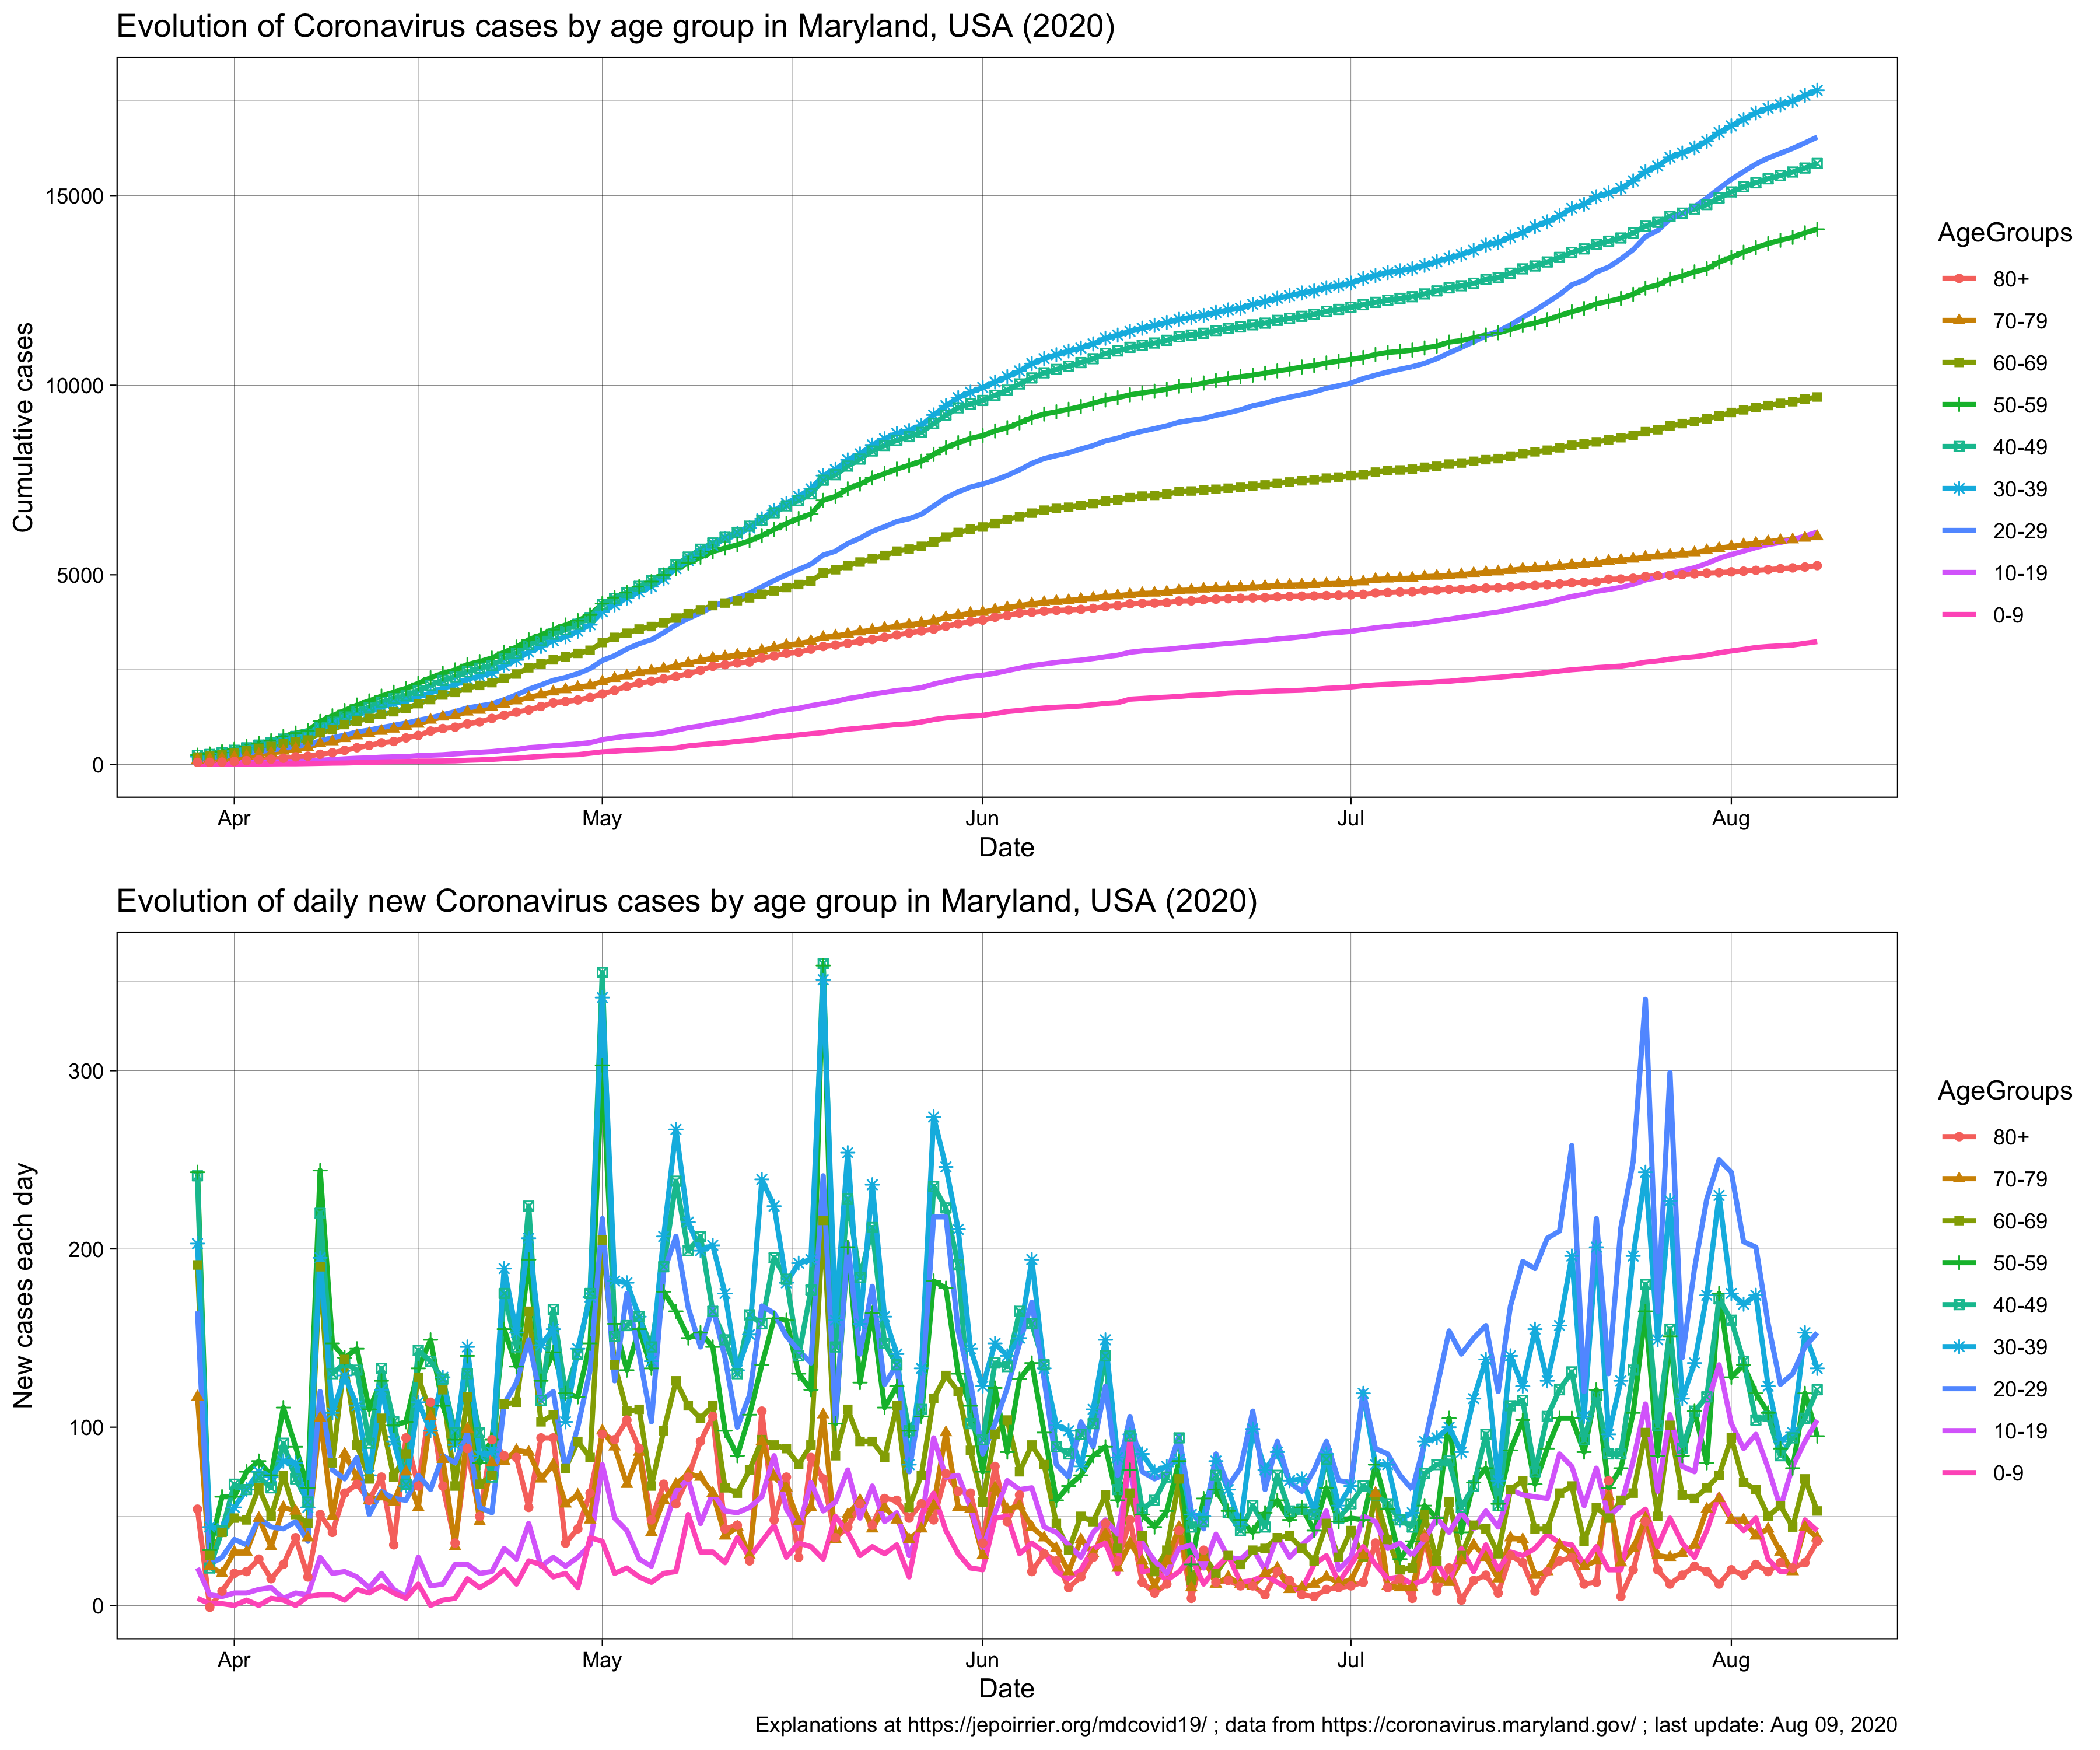 Evolution of Coronavirus cases by age group in Maryland, USA (2020)
Cumulative cases
15000
10000
5000
0
Apr May Jun Jul Aug
Date
AgeGroups
80+
70-79
60-69
50-59
40-49
30-39
20-29
10-19
0-9
Evolution of daily new Coronavirus cases by age group in Maryland, USA (2020)
New cases each day
300
200
100
0
Apr May Jun Jul Aug
Date
AgeGroups
80+
70-79
60-69
50-59
40-49
30-39
20-29
10-19
0-9
Explanations at https://jepoirrier.org/mdcovid19/ ; data from https://coronavirus.maryland.gov/ ; last update: Aug 09, 2020